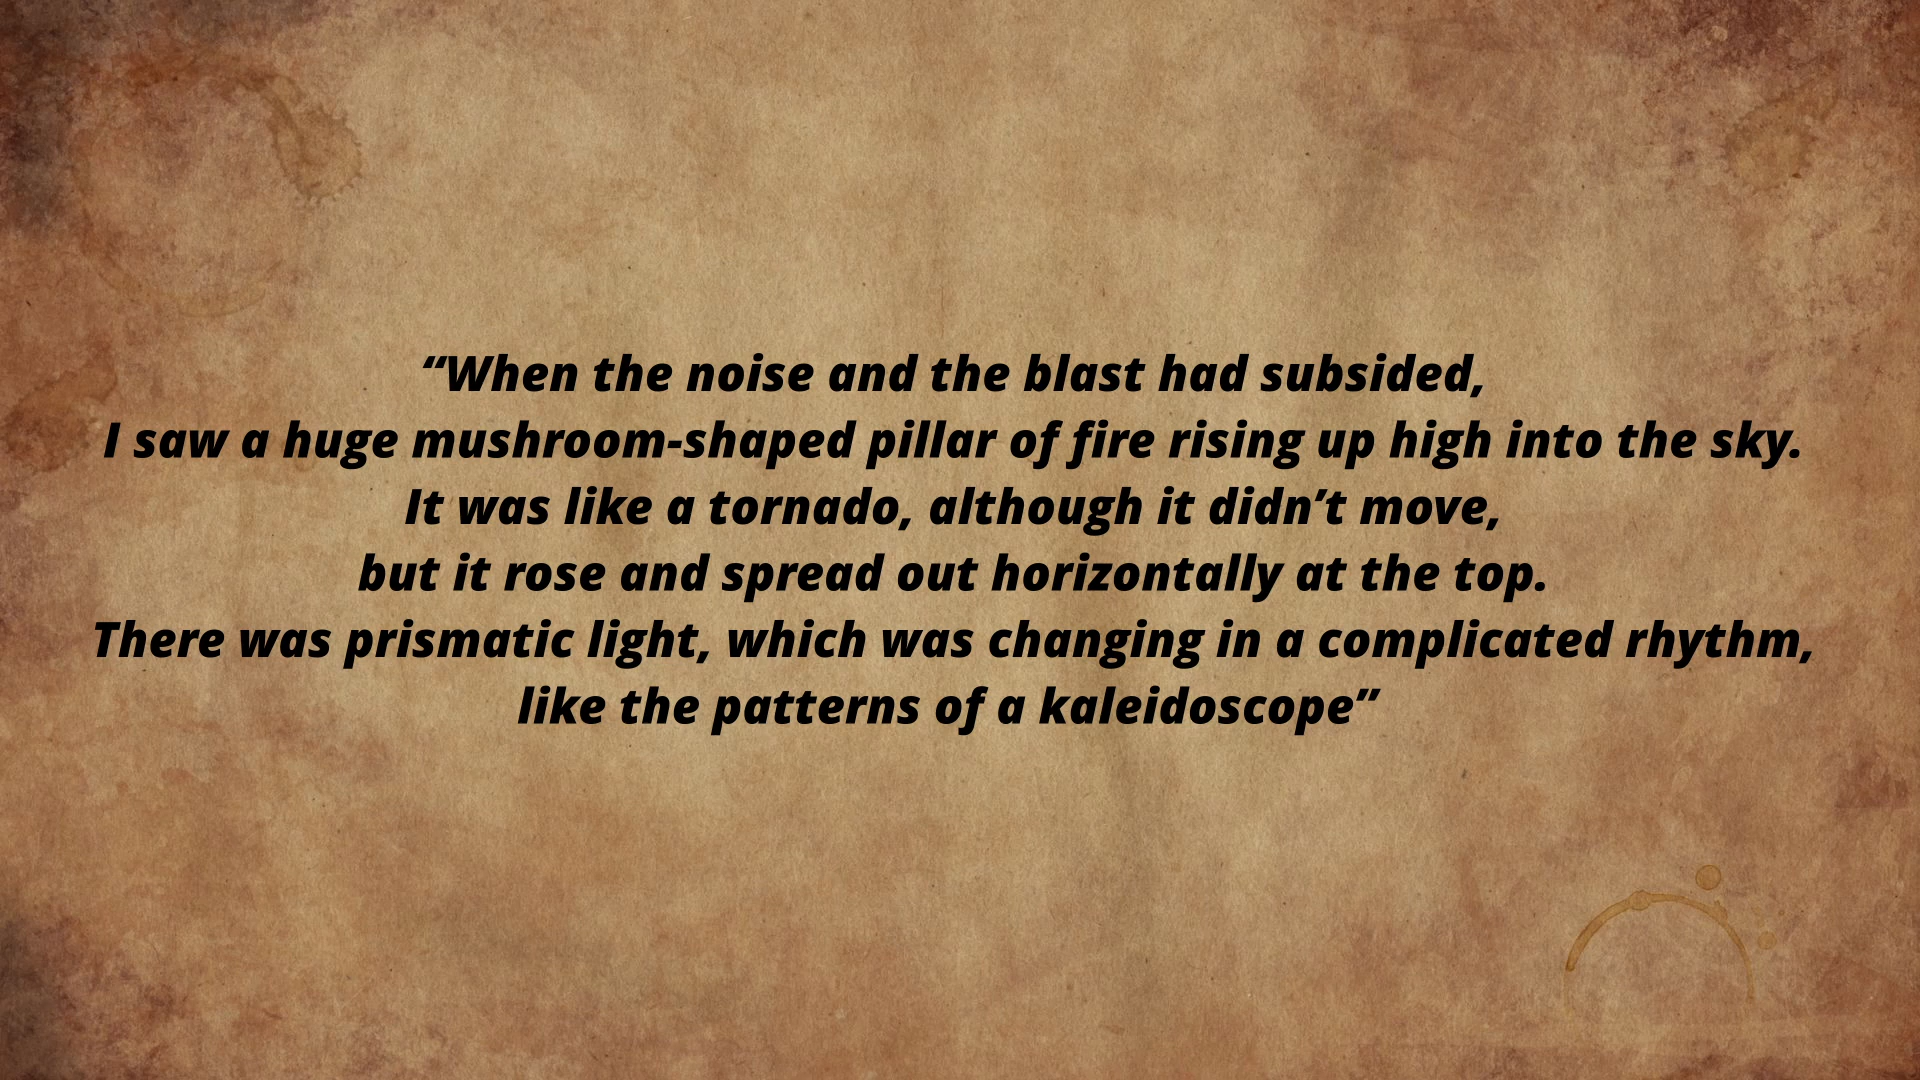 “When the noise and the blast had subsided,
I saw a huge mushroom-shaped pillar of fire rising up high into the sky.
It was like a tornado, although it didn’t move,
but it rose and spread out horizontally at the top.
There was prismatic light, which was changing in a complicated rhythm,
like the patterns of a kaleidoscope”